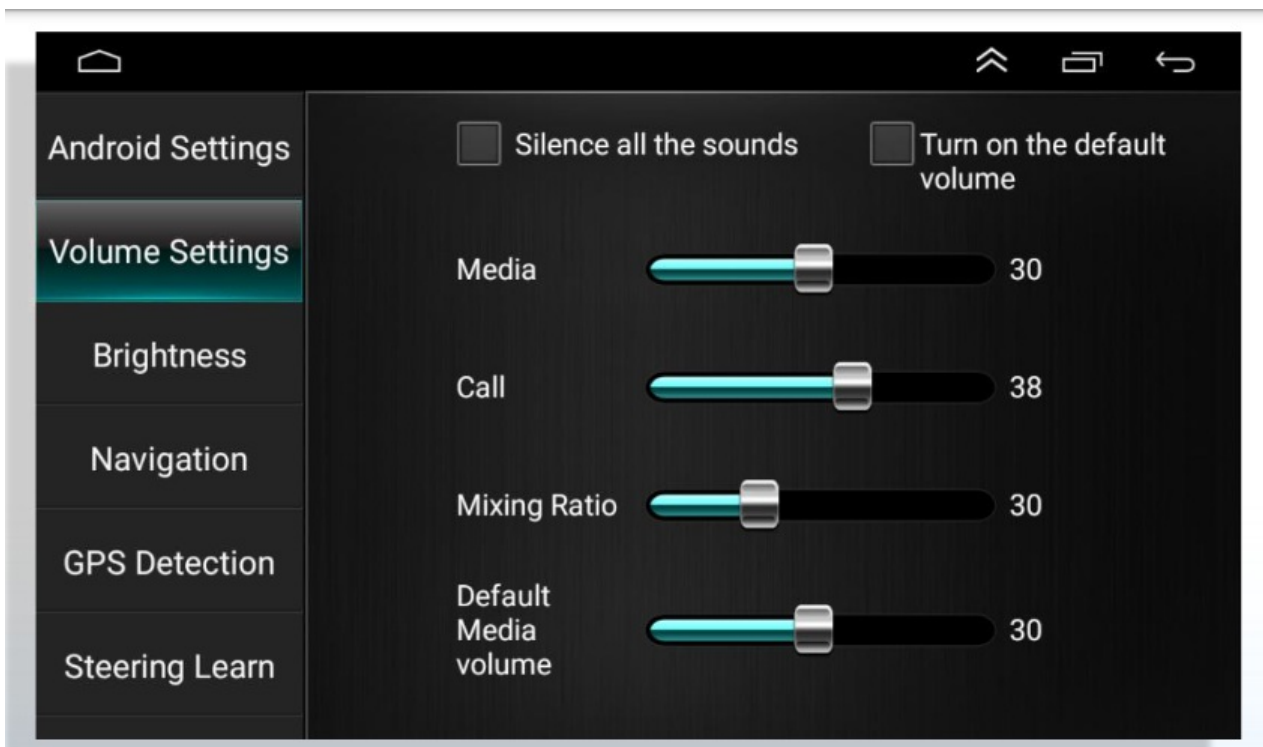 Android Settings
Volume Settings
Brightness
Navigation
GPS Detection
Steering Learn
Silence all the sounds
Turn on the default
volume
Media 30
Call 38
Mixing Ratio 30
Default
Media
volume
30